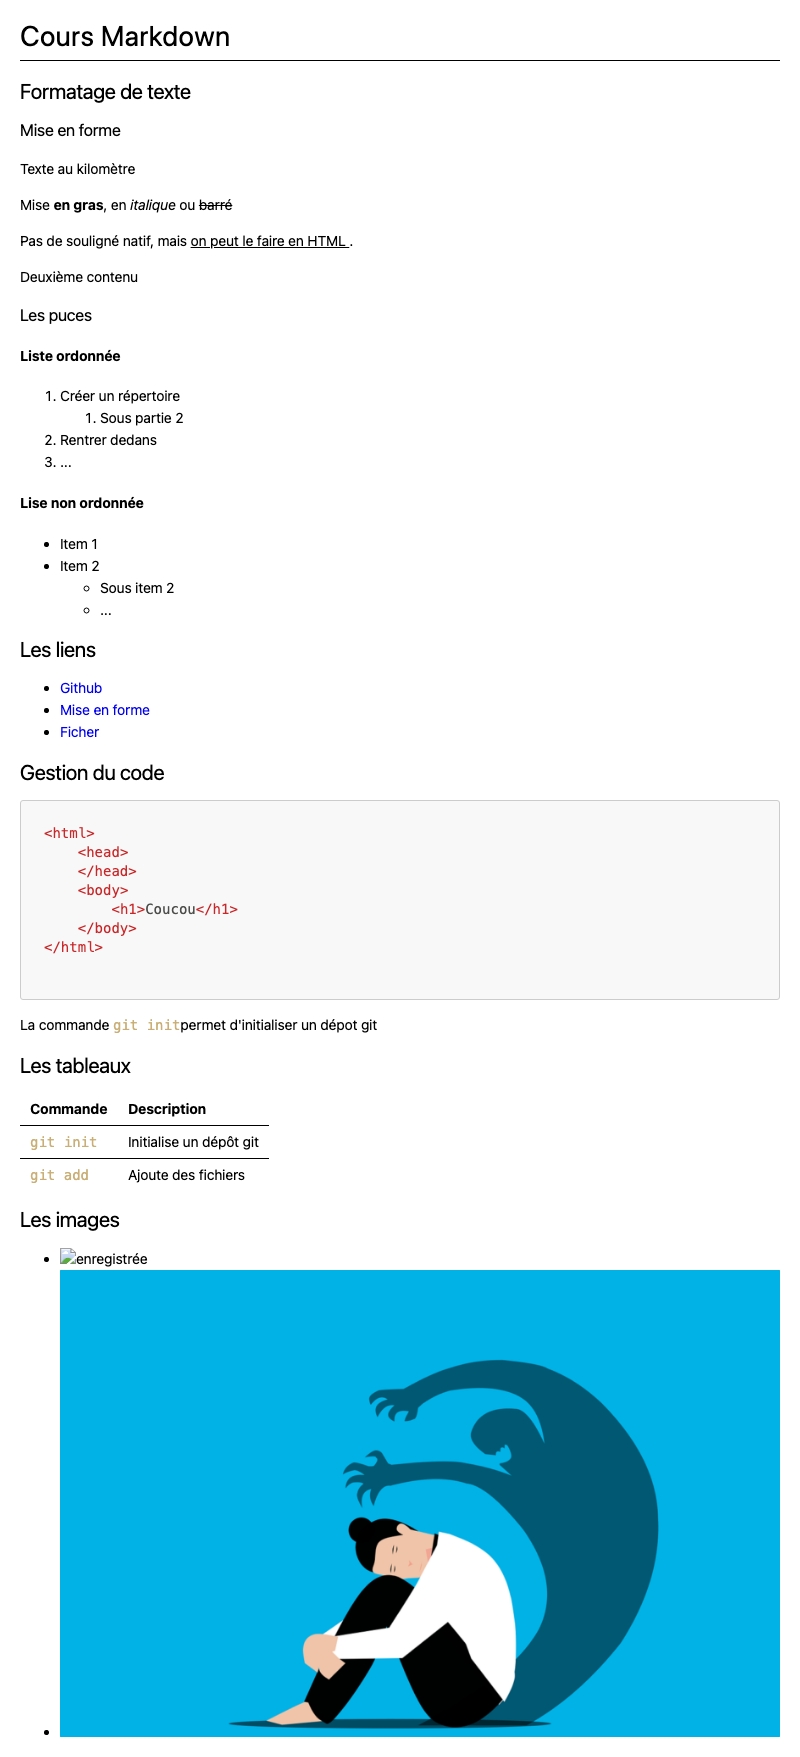 Cours Markdown
Formatage de texte
Mise en forme
Texte au kilomètre
Mise en gras, en italique ou barré
Pas de souligné natif, mais on peut le faire en HTML .
Deuxième contenu
Les puces
Liste ordonnée
1. Créer un répertoire
1. Sous partie 2
2. Rentrer dedans
3. ...
Lise non ordonnée
Item 1
Item 2
Sous item 2
...
Les liens
Github
Mise en forme
Ficher
Gestion du code
<html>
    <head>
    </head>
    <body>
        <h1>Coucou</h1>
    </body>
</html>
La commande git initpermet d'initialiser un dépot git
Les tableaux
Commande Description
git init Initialise un dépôt git
git add Ajoute des fichiers
Les images
enregistrée